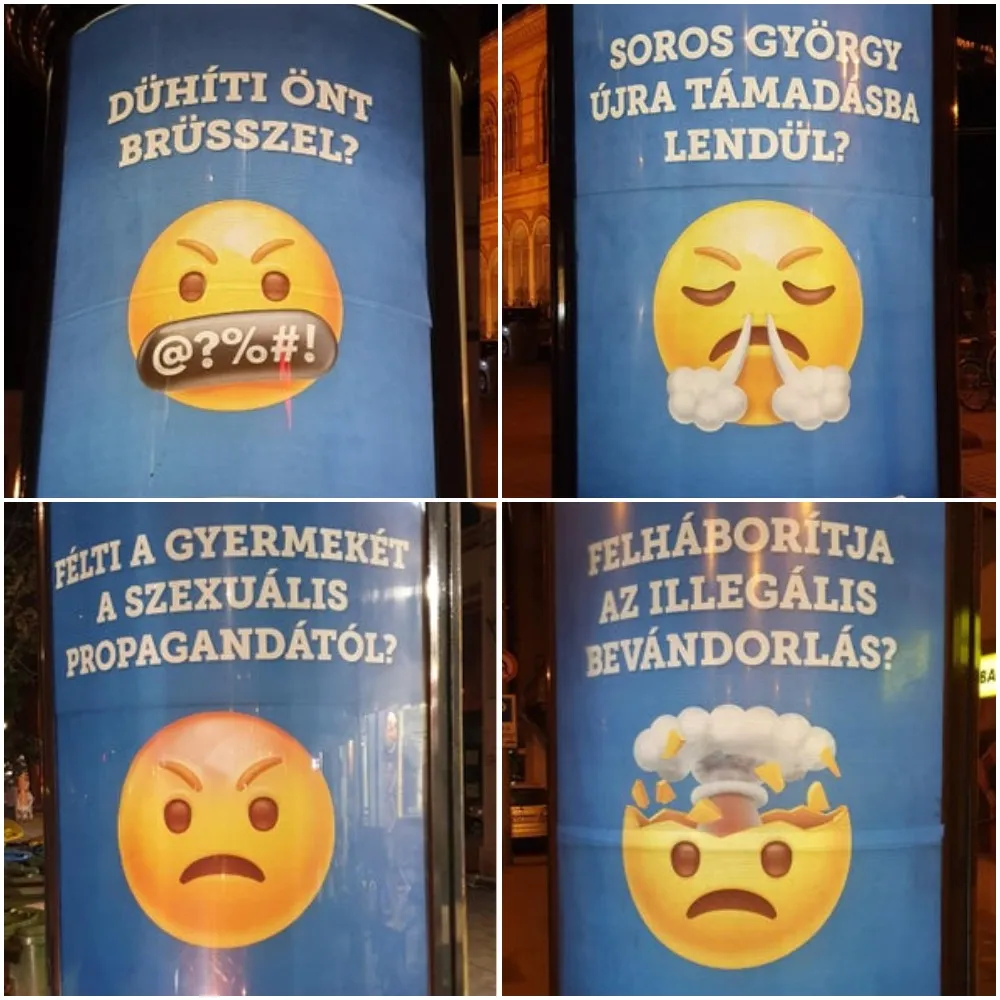 DÜHÍTI ÖNT
BRÜSSZEL?
@?%#!
SOROS GYÖRGY
ÚJRA TÁMADÁSBA
LENDÜL?
FÉLTI A GYERMEKÉT
A SZEXUÁLIS
PROPAGANDÁTÓL?
FELHÁBORÍTJA
AZ ILLEGÁLIS
BEVÁNDORLÁS?
BA